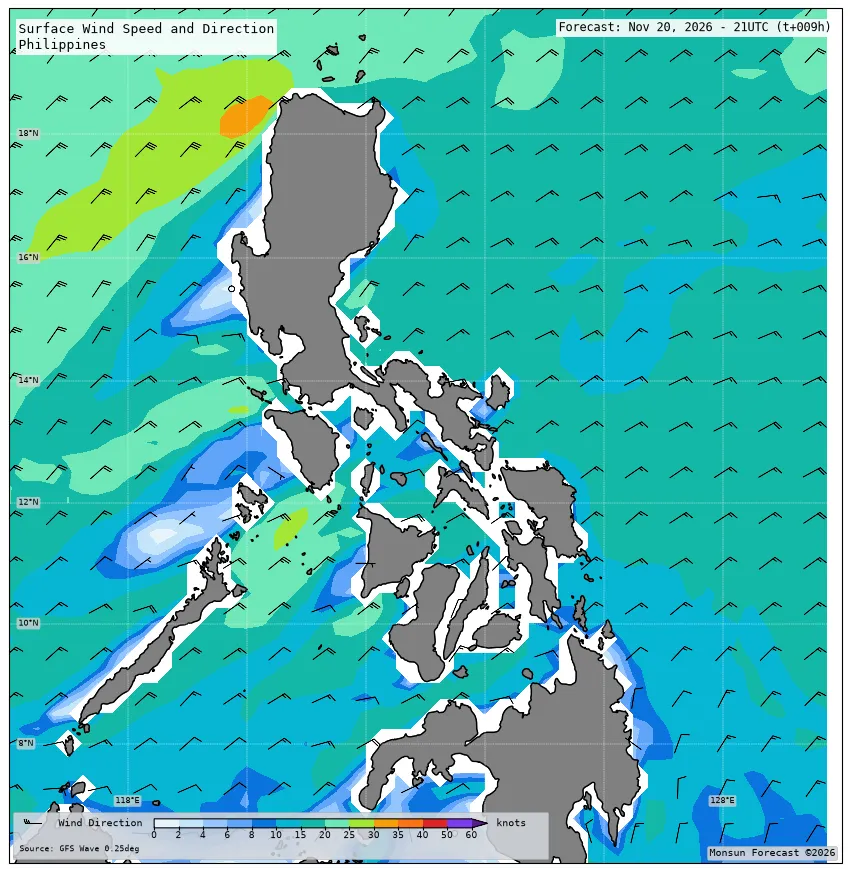 Surface Wind Speed and Direction
Philippines
Forecast: Nov 20, 2026 - 21UTC (t+009h)
18°N
16°N
14°N
12°N
10°N
8°N
118°E
128°E
Wind Direction
0 2 4 6 8 10 15 20 25 30 35 40 50 60 knots
Source: GFS Wave 0.25deg
Monsun Forecast ©2026